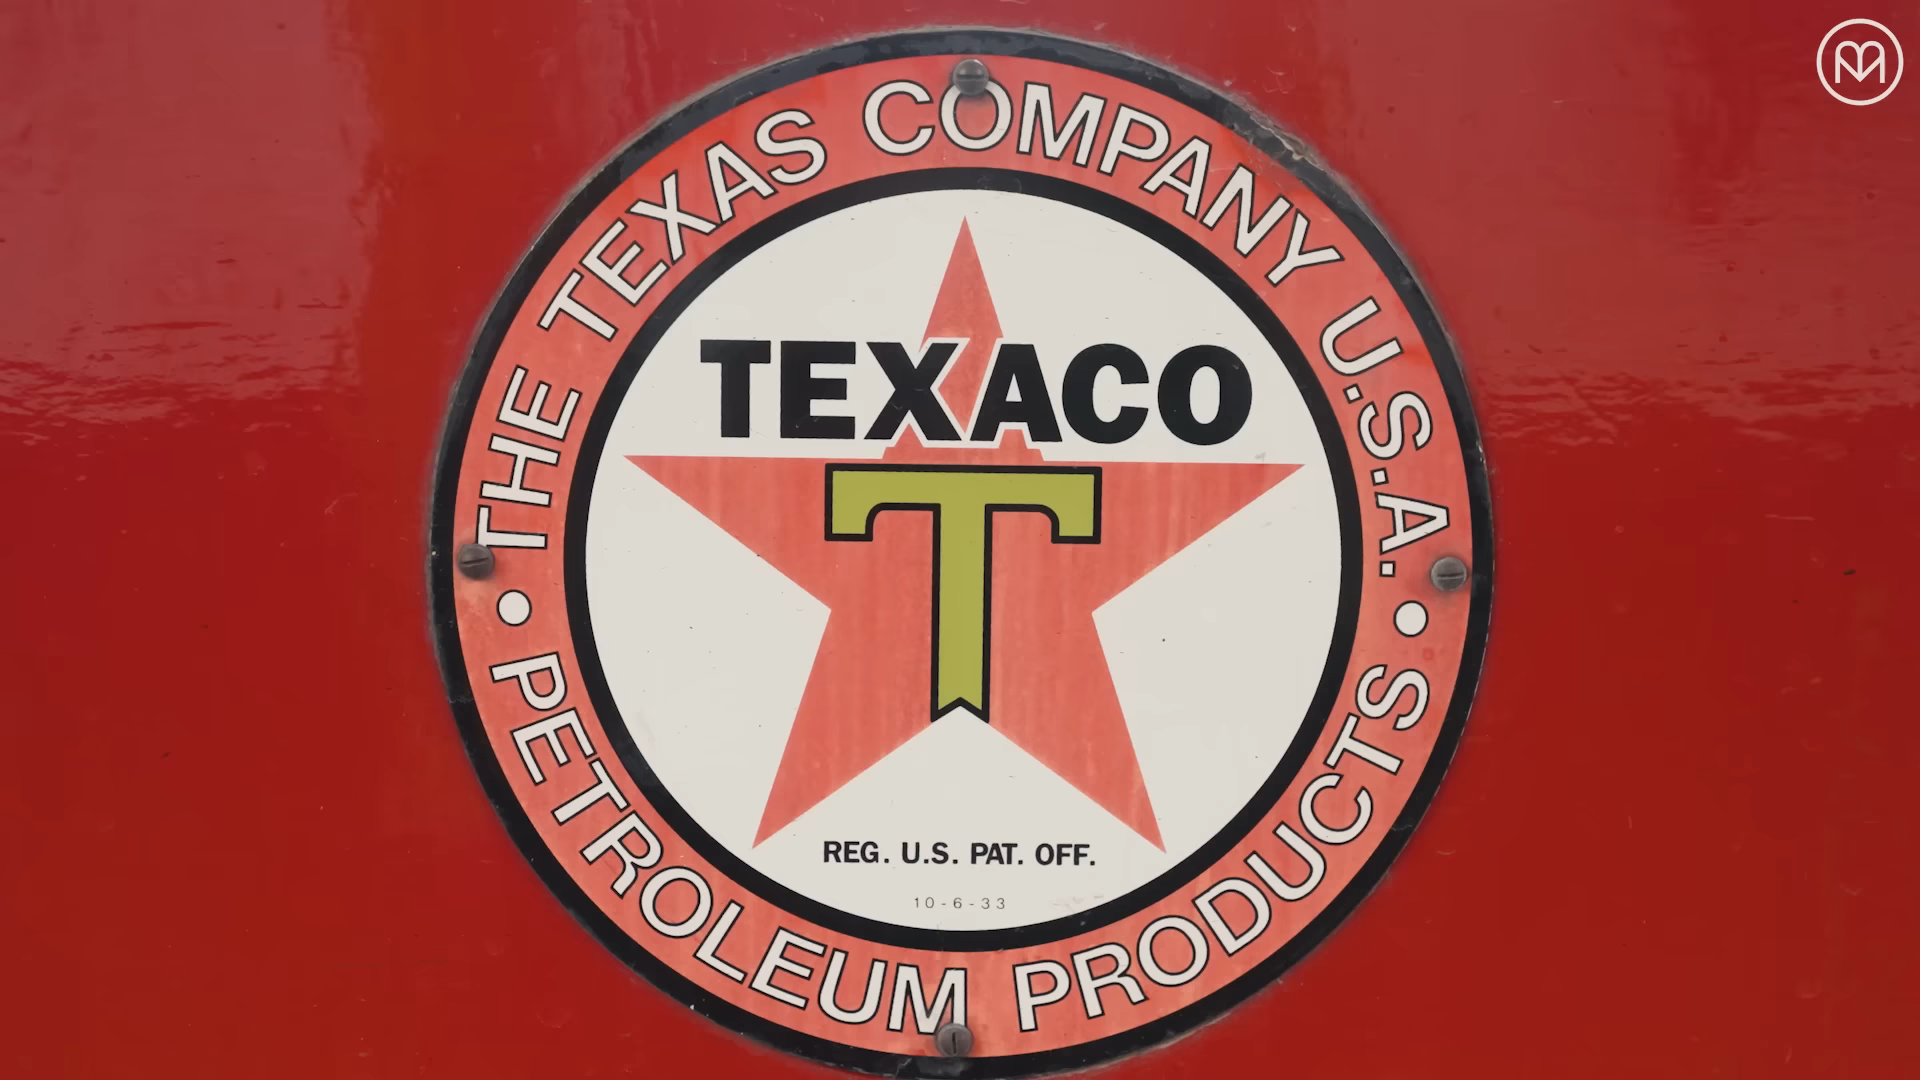 THE TEXAS COMPANY U.S.A.
TEXACO
T
REG. U.S. PAT. OFF.
10-6-33
• PETROLEUM PRODUCTS •